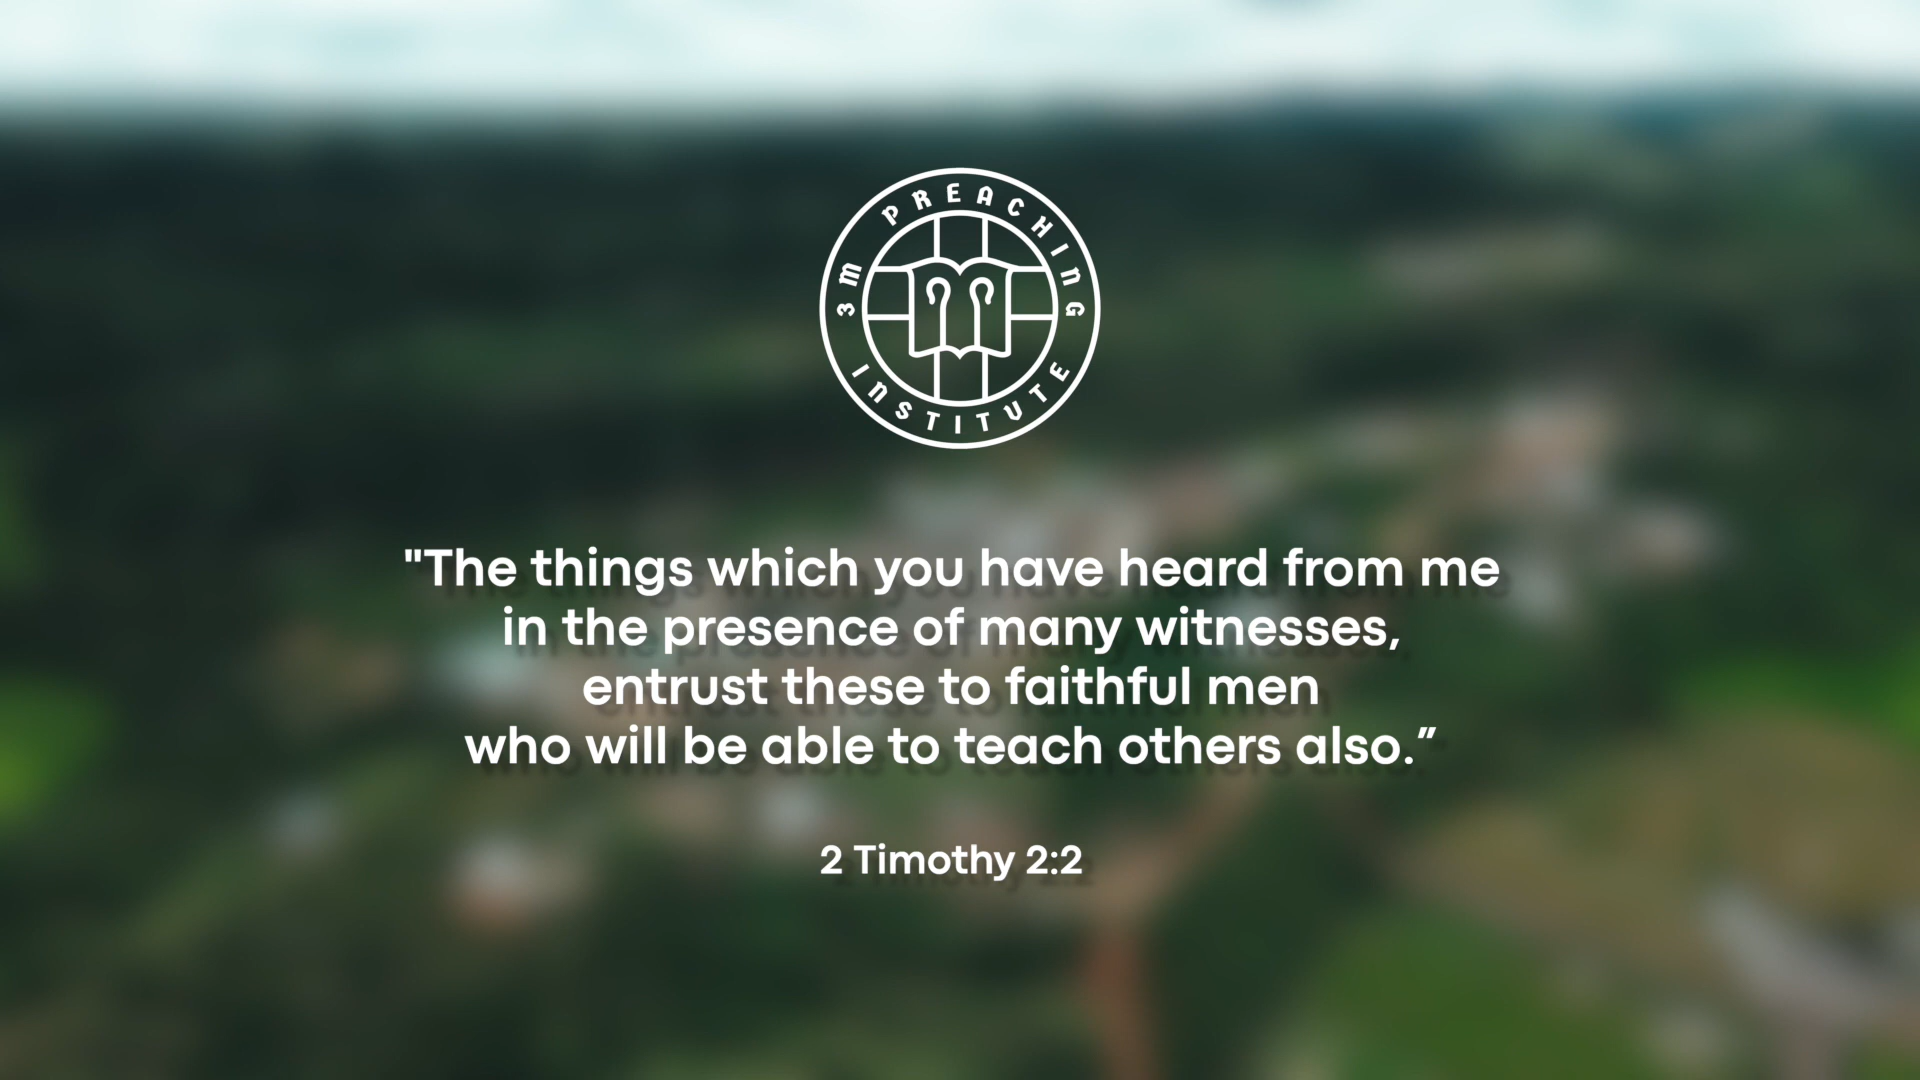 3M PREACHING
INSTITUTE
"The things which you have heard from me
in the presence of many witnesses,
entrust these to faithful men
who will be able to teach others also.”
2 Timothy 2:2